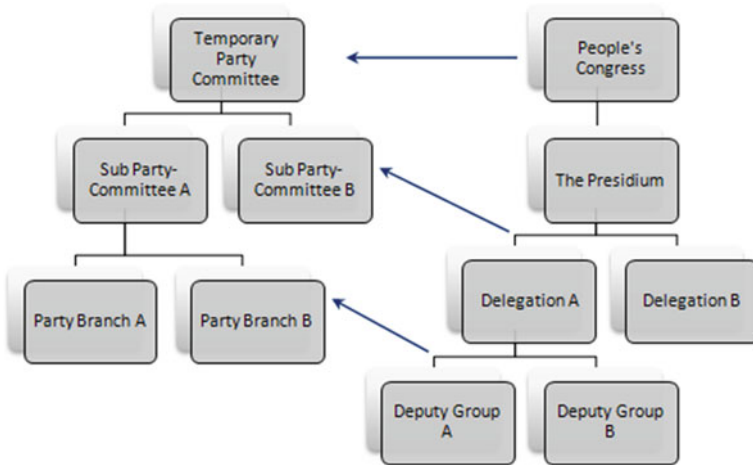 Temporary
Party
Committee
People's
Congress
Sub Party-
Committee A
Sub Party-
Committee B
The Presidium
Party Branch A
Party Branch B
Delegation A
Delegation B
Deputy Group
A
Deputy Group
B